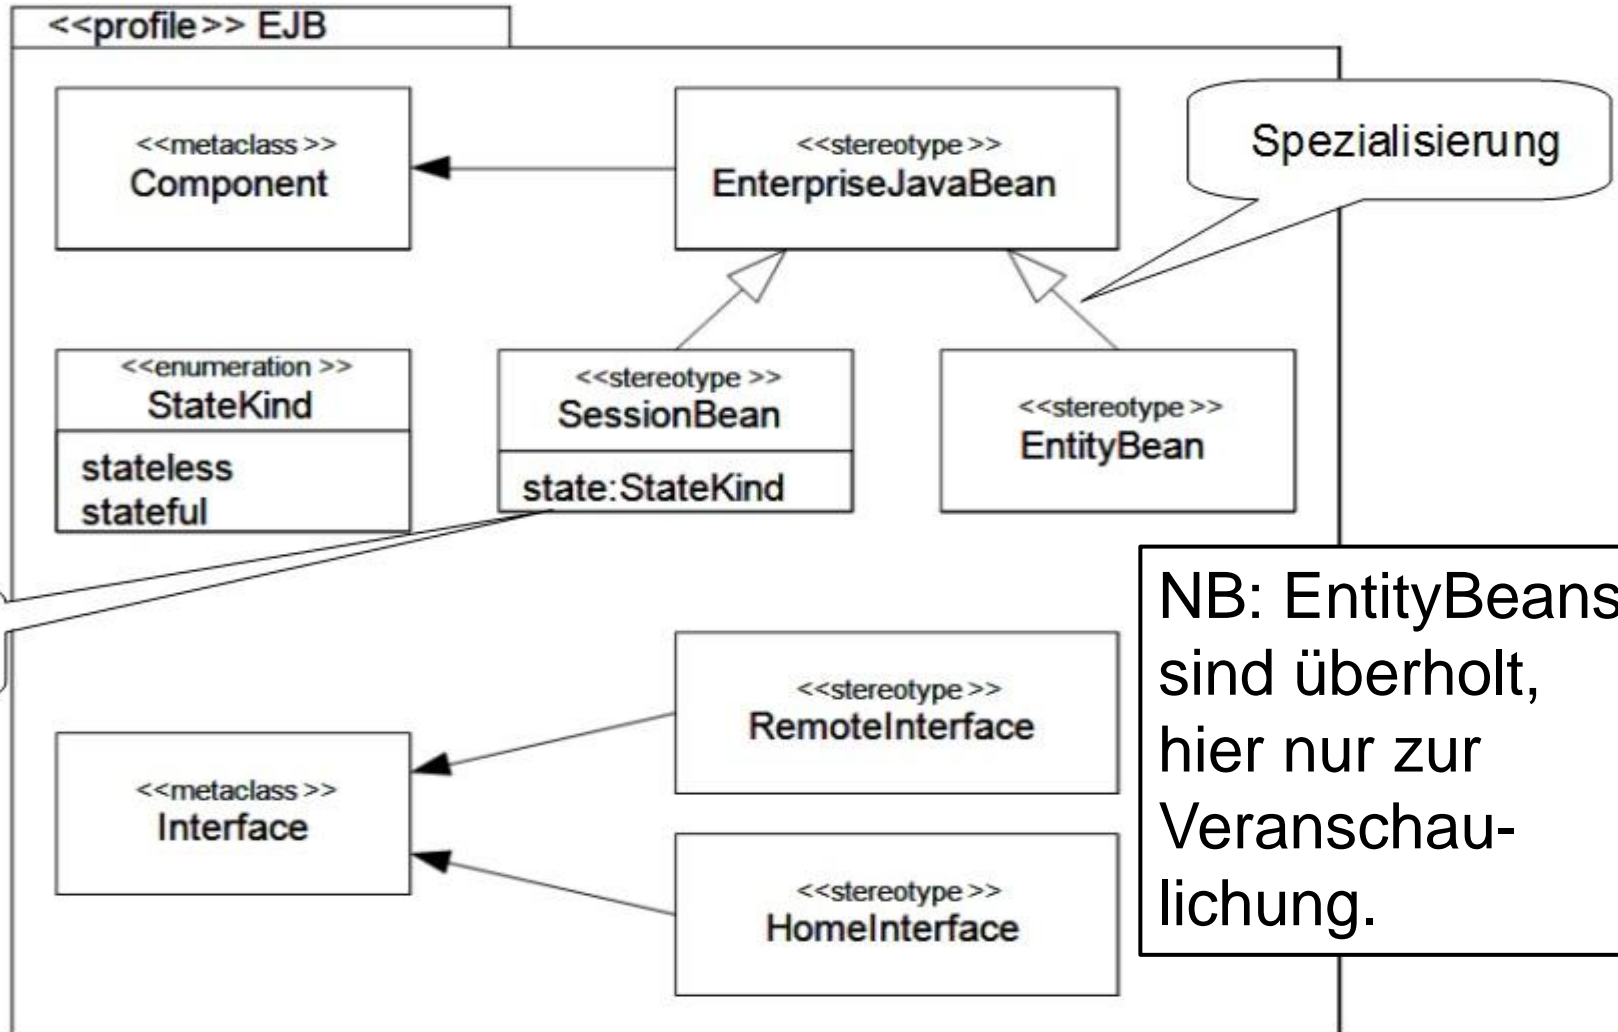 <<profile>> EJB
<<metaclass>>
Component
<<stereotype>>
EnterpriseJavaBean
Spezialisierung
<<enumeration>>
StateKind
stateless
stateful
<<stereotype>>
SessionBean
state:StateKind
<<stereotype>>
EntityBean
NB: EntityBeans
sind überholt,
hier nur zur
Veranschau-
lichung.
<<stereotype>>
RemoteInterface
<<metaclass>>
Interface
<<stereotype>>
HomeInterface